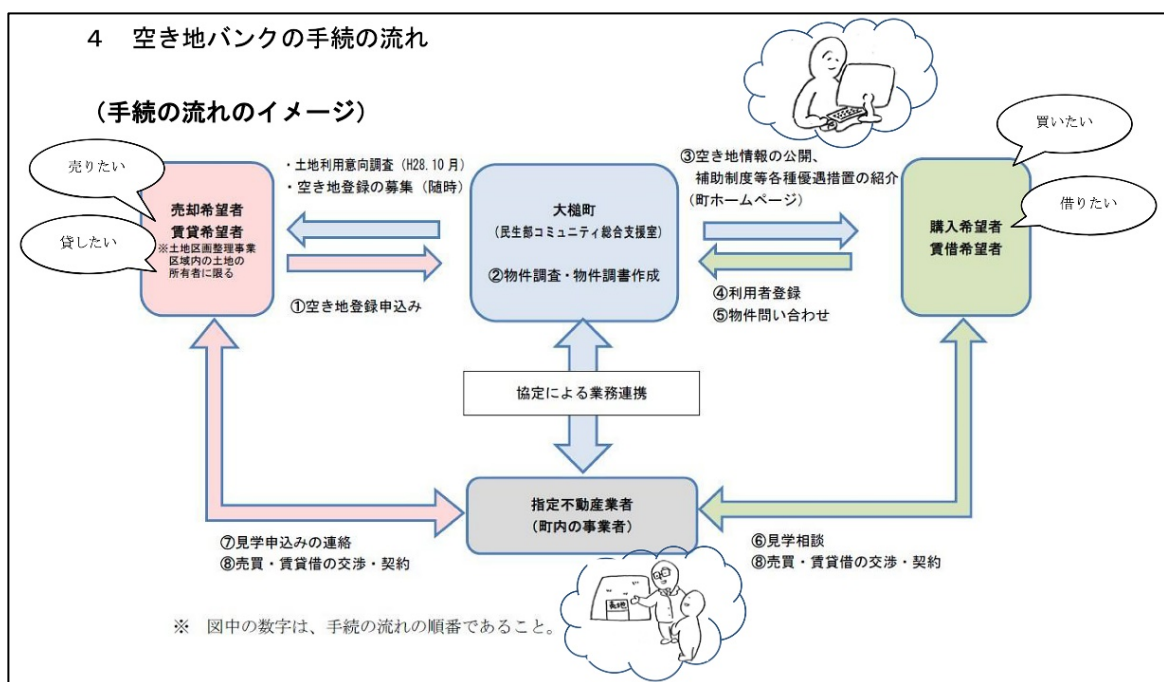 4 空き地バンクの手続の流れ
（手続の流れのイメージ）
売りたい
貸したい
売却希望者
賃貸希望者
※土地区画整理事業
区域内の土地の
所有者に限る
・土地利用意向調査（H28.10月）
・空き地登録の募集（随時）
①空き地登録申込み
大槌町
（民生部コミュニティ総合支援室）
②物件調査・物件調書作成
③空き地情報の公開、
補助制度等各種優遇措置の紹介
（町ホームページ）
④利用者登録
⑤物件問い合わせ
買いたい
借りたい
購入希望者
賃借希望者
協定による業務連携
指定不動産業者
（町内の事業者）
⑦見学申込みの連絡
⑧売買・賃貸借の交渉・契約
⑥見学相談
⑧売買・賃貸借の交渉・契約
※ 図中の数字は、手続の流れの順番であること。